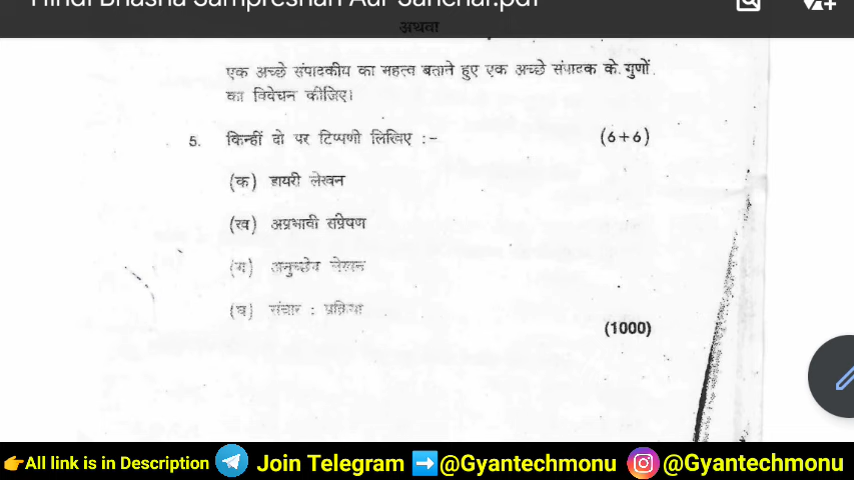 Hindi Bhasha Sampreshan Aur Sanchar.pdf
अथवा
एक अच्छे संपादकीय का महत्व बताते हुए एक अच्छे संपादक के गुणों
का विवेचन कीजिए।
5. किन्हीं दो पर टिप्पणी लिखिए :- (6+6)
(क) डायरी लेखन
(ख) अप्रभावी संप्रेषण
(ग) अनुच्छेद लेखन
(घ) संचार : प्रक्रिया
(1000)
👉All link is in Description Join Telegram ➡️@Gyantechmonu @Gyantechmonu